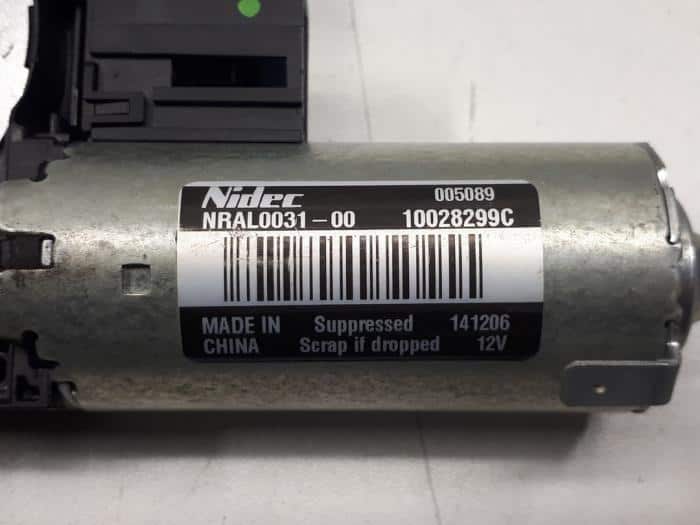 Nidec 005089
NRAL0031-00 10028299C
MADE IN Suppressed 141206
CHINA Scrap if dropped 12V